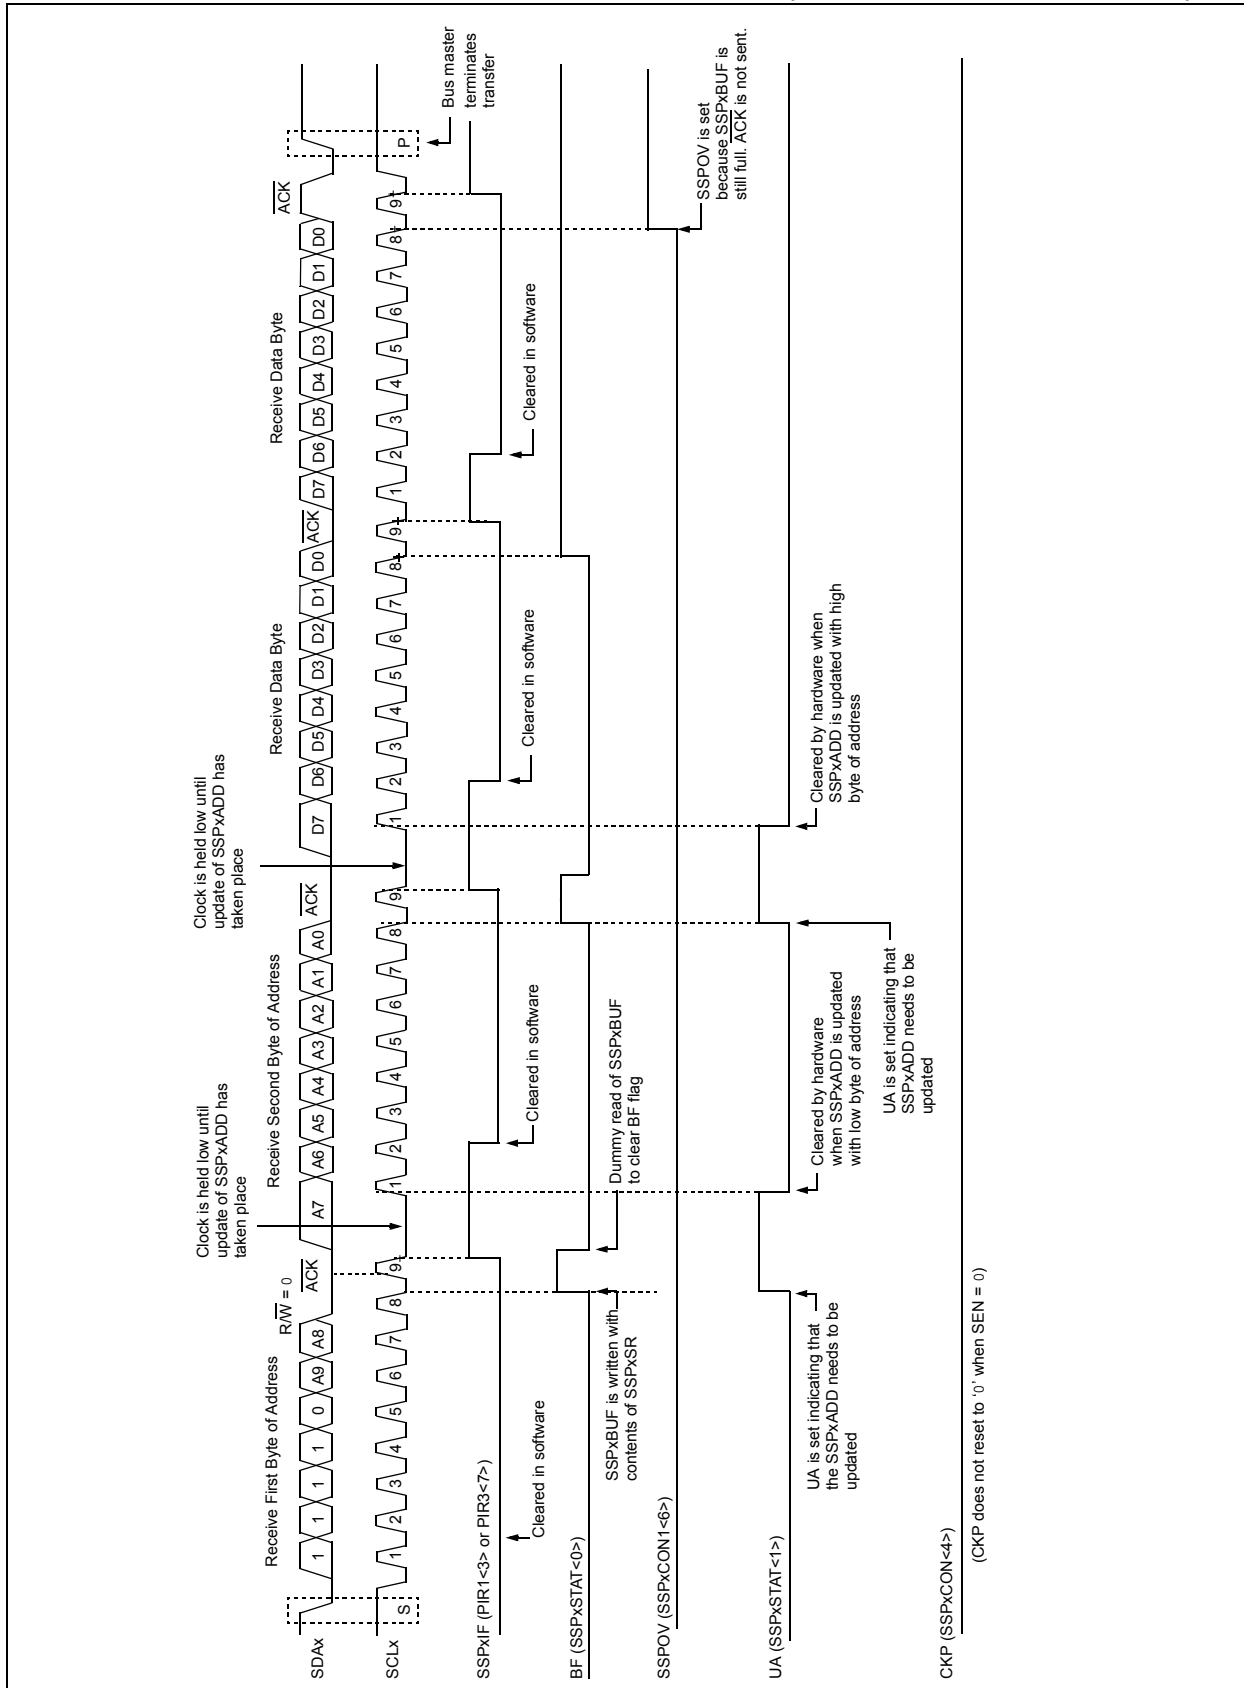 Receive First Byte of Address
R/W = 0
ACK
Clock is held low until
update of SSPxADD has
taken place
Receive Second Byte of Address
ACK
Clock is held low until
update of SSPxADD has
taken place
Receive Data Byte
ACK
Receive Data Byte
ACK
SDAx
1 1 1 1 0 A9 A8
A7 A6 A5 A4 A3 A2 A1 A0
D7 D6 D5 D4 D3 D2 D1 D0
D7 D6 D5 D4 D3 D2 D1 D0
SCLx
S
1 2 3 4 5 6 7 8 9
1 2 3 4 5 6 7 8 9
1 2 3 4 5 6 7 8 9
1 2 3 4 5 6 7 8 9
P
Bus master
terminates
transfer
SSPxIF (PIR1<3> or PIR3<7>)
Cleared in software
Cleared in software
Cleared in software
Cleared in software
BF (SSPxSTAT<0>)
SSPxBUF is written with
contents of SSPxSR
Dummy read of SSPxBUF
to clear BF flag
SSPOV (SSPxCON1<6>)
SSPOV is set
because SSPxBUF is
still full. ACK is not sent.
UA (SSPxSTAT<1>)
UA is set indicating that
the SSPxADD needs to be
updated
Cleared by hardware
when SSPxADD is updated
with low byte of address
UA is set indicating that
SSPxADD needs to be
updated
Cleared by hardware when
SSPxADD is updated with high
byte of address
CKP (SSPxCON<4>)
(CKP does not reset to ‘0’ when SEN = 0)